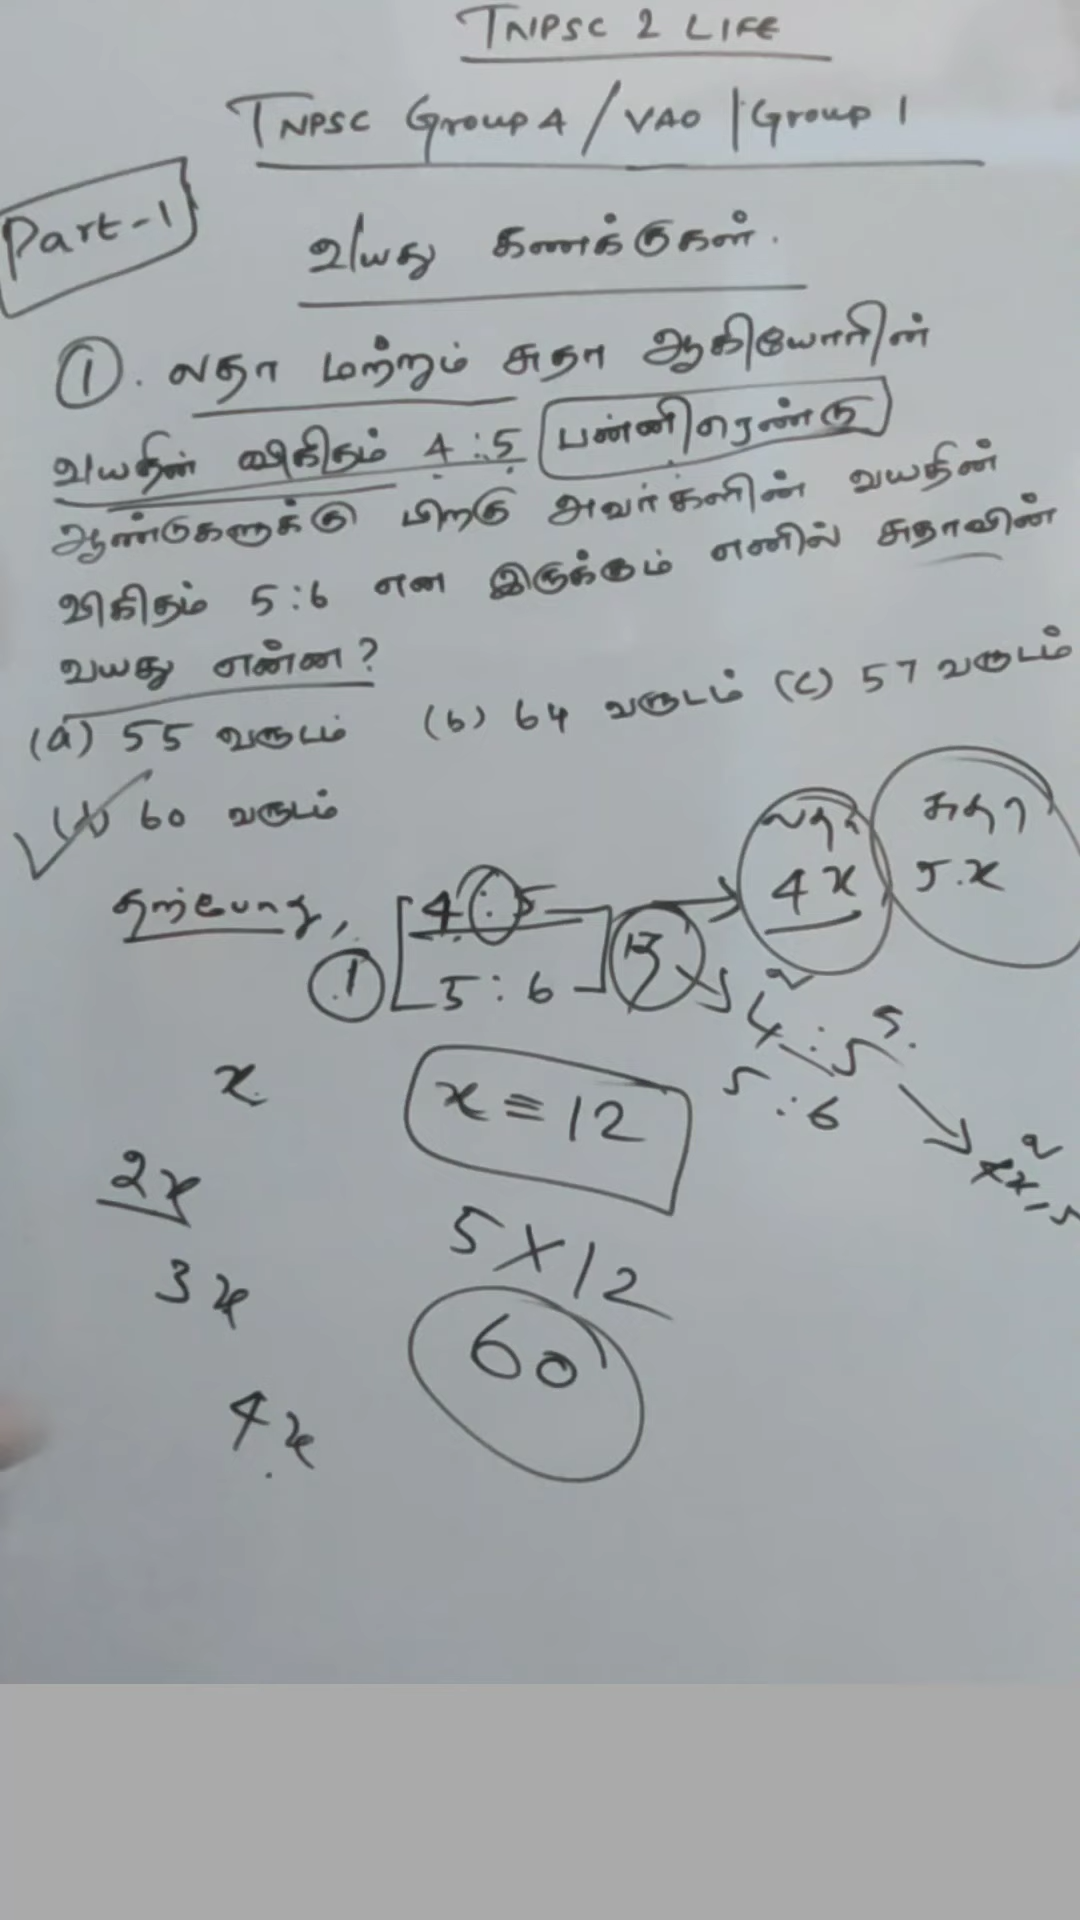 TNPSC 2 LIFE
TNPSC Group 4 / VAO | Group 1
Part-1
வயது கணக்குகள்.
①. லதா மற்றும் சுதா ஆகியோரின்
வயதின் விகிதம் 4:5 பன்னிரெண்டு
ஆண்டுகளுக்கு பிறகு அவர்களின் வயதின்
விகிதம் 5:6 என இருக்கும் எனில் சுதாவின்
வயது என்ன?
(a) 55 வருடம் (b) 64 வருடம் (c) 57 வருடம்
(d) 60 வருடம்
லதா சுதா
4x 5x
தற்போது, 4:5
① 5:6
4:5
5:6
x
x = 12
2x
5 X 12
3x
60
4x